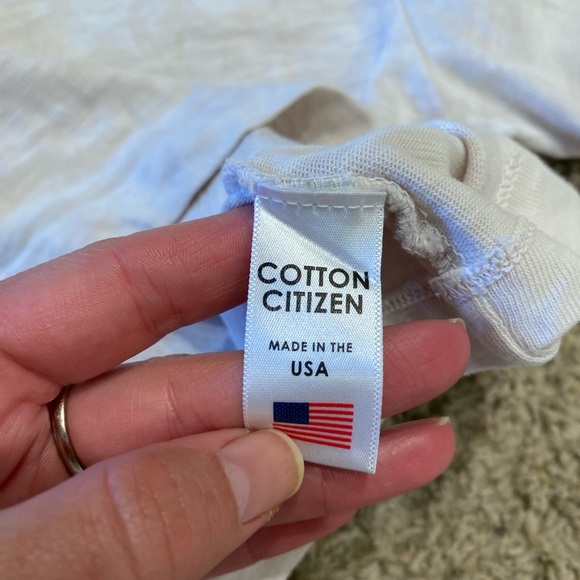 COTTON
CITIZEN
MADE IN THE
USA